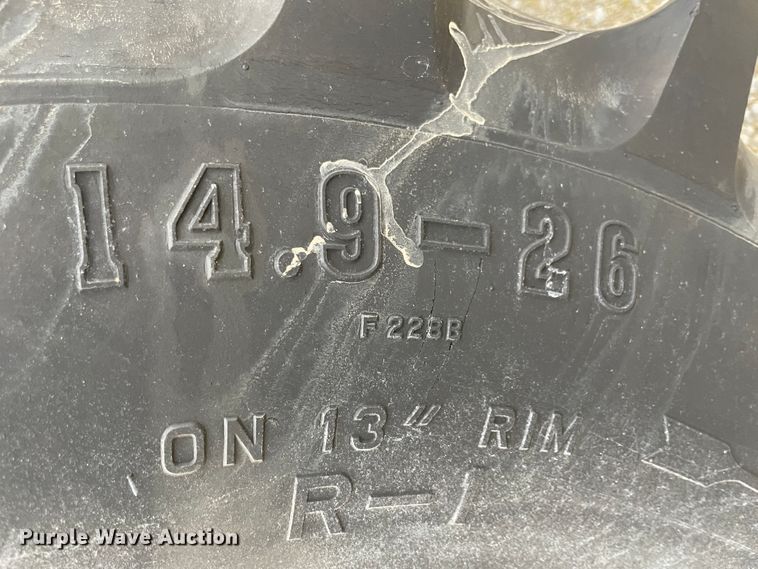 14.9-26
F228B
ON 13" RIM
R-1
Purple Wave Auction